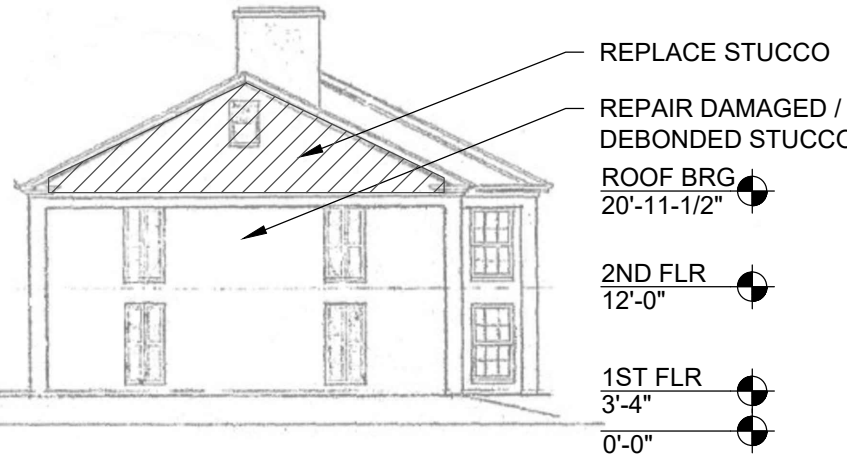 REPLACE STUCCO
REPAIR DAMAGED /
DEBONDED STUCCO
ROOF BRG
20'-11-1/2"
2ND FLR
12'-0"
1ST FLR
3'-4"
0'-0"